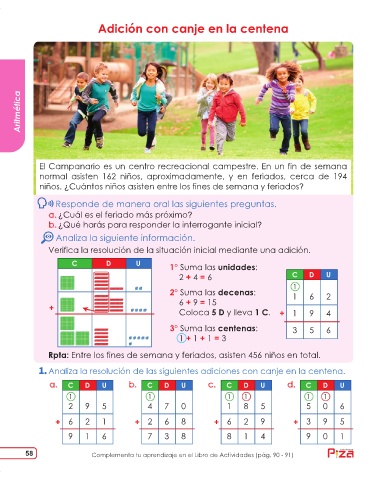 Adición con canje en la centena
Aritmética
El Campanario es un centro recreacional campestre. En un fin de semana
normal asisten 162 niños, aproximadamente, y en feriados, cerca de 194
niños. ¿Cuántos niños asisten entre los fines de semana y feriados?
Responde de manera oral las siguientes preguntas.
a. ¿Cuál es el feriado más próximo?
b. ¿Qué harás para responder la interrogante inicial?
Analiza la siguiente información.
Verifica la resolución de la situación inicial mediante una adición.
C D U
+
1° Suma las unidades:
2 + 4 = 6
2° Suma las decenas:
6 + 9 = 15
Coloca 5 D y lleva 1 C.
3° Suma las centenas:
1 + 1 + 1 = 3
C D U
1
1 6 2
+ 1 9 4
3 5 6
Rpta: Entre los fines de semana y feriados, asisten 456 niños en total.
1. Analiza la resolución de las siguientes adiciones con canje en la centena.
a. C D U b. C D U c. C D U d. C D U
1 1 1 1 1 1
2 9 5 4 7 0 1 8 5 5 0 6
+ 6 2 1 + 2 6 8 + 6 2 9 + 3 9 5
9 1 6 7 3 8 8 1 4 9 0 1
58 Complementa tu aprendizaje en el Libro de Actividades (pág. 90 - 91)